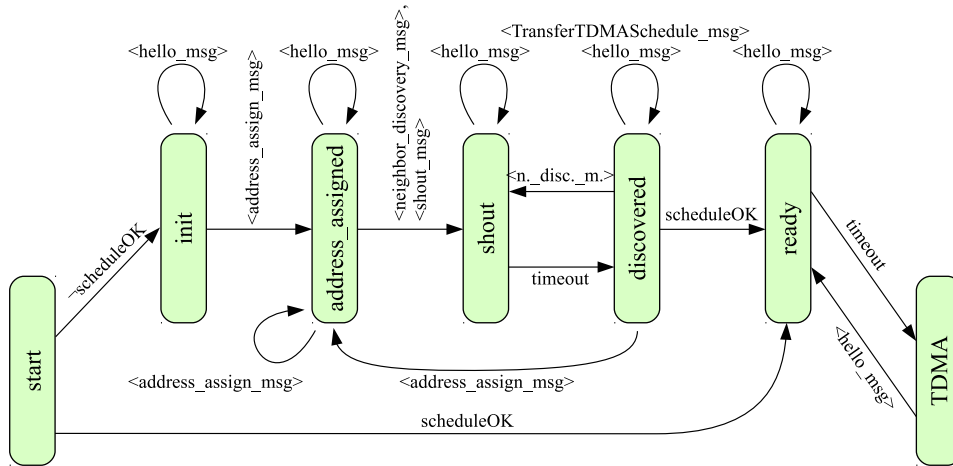 <TransferTDMASchedule_msg>
<hello_msg>
<hello_msg>
<hello_msg>
<hello_msg>
<hello_msg>
<address_assign_msg>
<neighbor_discovery_msg>,
<shout_msg>
init
address_assigned
shout
discovered
ready
<n._disc._m.>
scheduleOK
timeout
timeout
¬scheduleOK
start
TDMA
<hello_msg>
<address_assign_msg>
<address_assign_msg>
scheduleOK